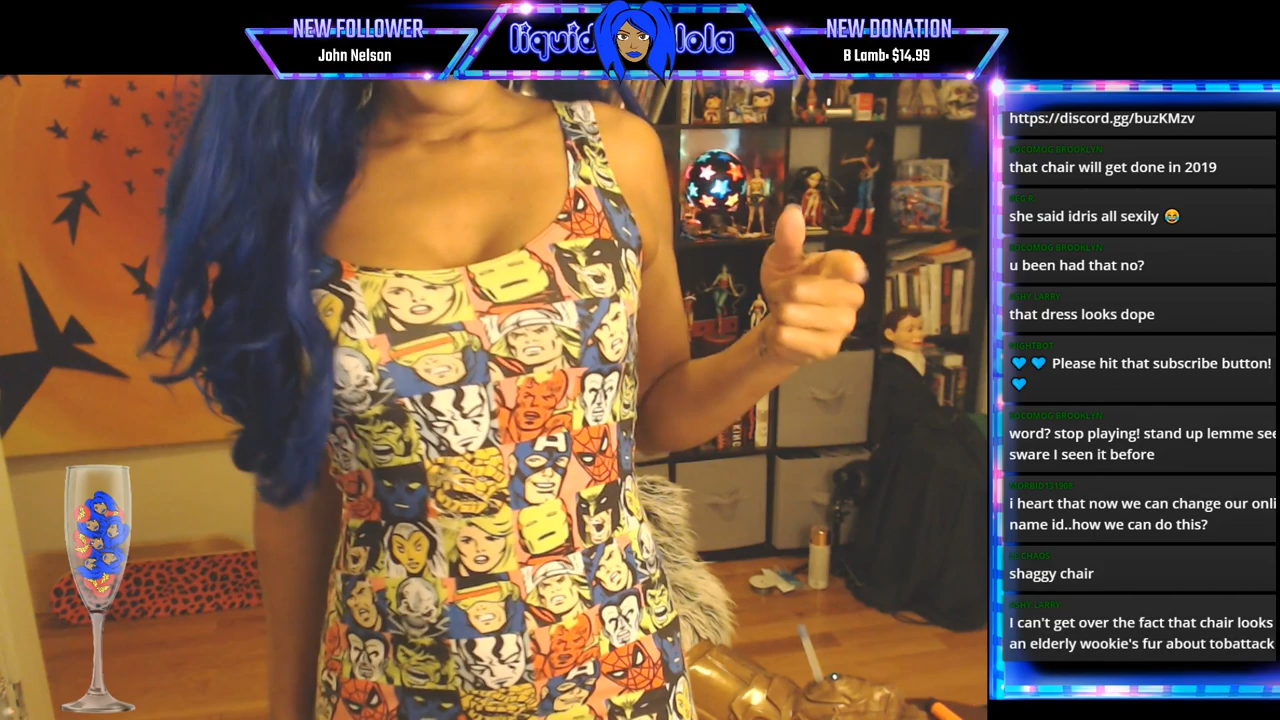 NEW FOLLOWER
John Nelson
liquid lola
NEW DONATION
B Lamb: $14.99
https://discord.gg/buzKMzv
that chair will get done in 2019
she said idris all sexily 😂
u been had that no?
that dress looks dope
💙 💙 Please hit that subscribe button!
💙
word? stop playing! stand up lemme see
sware I seen it before
i heart that now we can change our onli
name id..how we can do this?
shaggy chair
I can't get over the fact that chair looks
an elderly wookie's fur about tobattack
A
KING